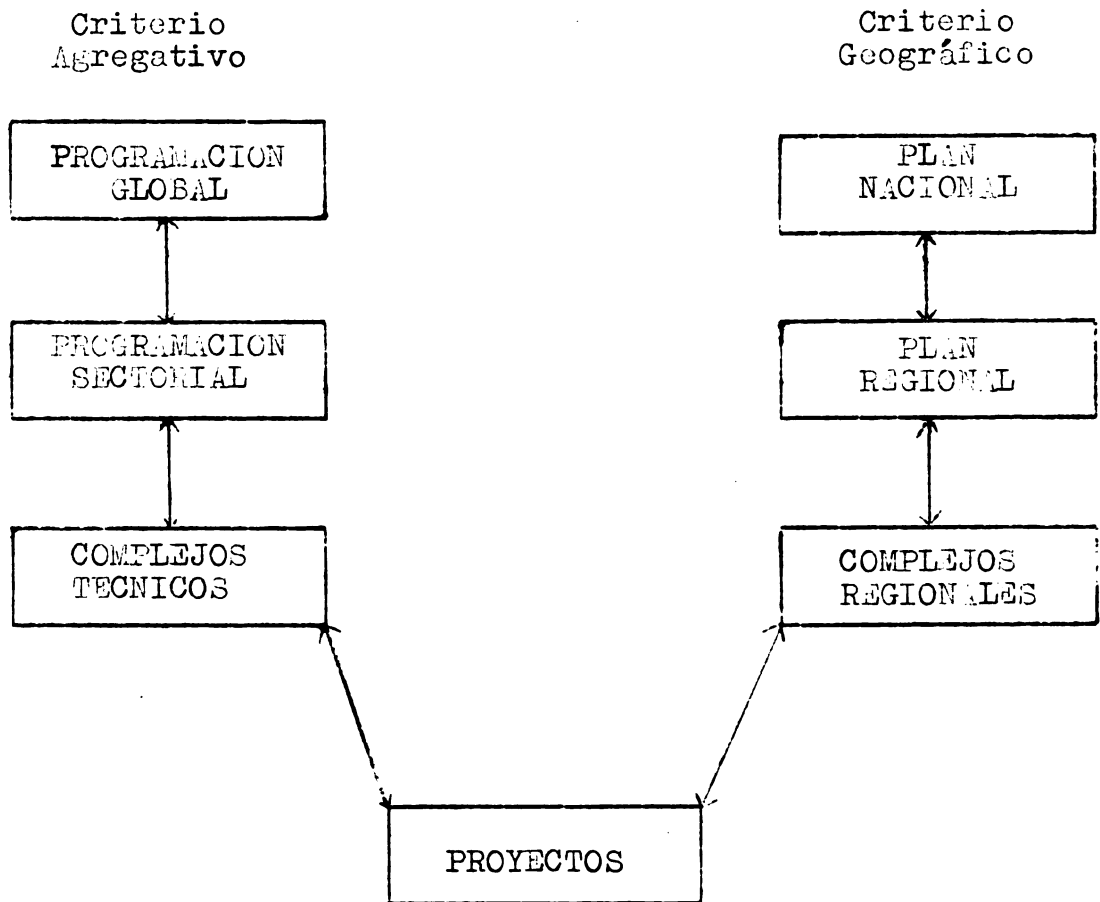 Criterio
Agregativo
Criterio
Geográfico
PROGRAMACION
GLOBAL
PLAN
NACIONAL
PROGRAMACION
SECTORIAL
PLAN
REGIONAL
COMPLEJOS
TECNICOS
COMPLEJOS
REGIONALES
PROYECTOS